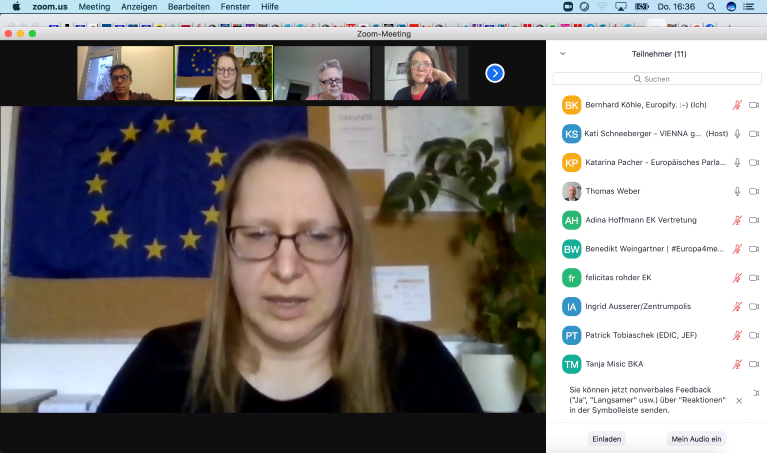 zoom.us Meeting Anzeigen Bearbeiten Fenster Hilfe Do. 16:36
Zoom-Meeting
URKUNDE
Teilnehmer (11)
Suchen
BK Bernhard Köhle, Europify. :-) (Ich)
KS Kati Schneeberger - VIENNA g... (Host)
KP Katarina Pacher - Europäisches Parla...
Thomas Weber
AH Adina Hoffmann EK Vertretung
BW Benedikt Weingartner | #Europa4me...
fr felicitas rohder EK
IA Ingrid Ausserer/Zentrumpolis
PT Patrick Tobiaschek (EDIC, JEF)
TM Tanja Misic BKA
Sie können jetzt nonverbales Feedback
("Ja", "Langsamer" usw.) über "Reaktionen"
in der Symbolleiste senden.
Einladen Mein Audio ein